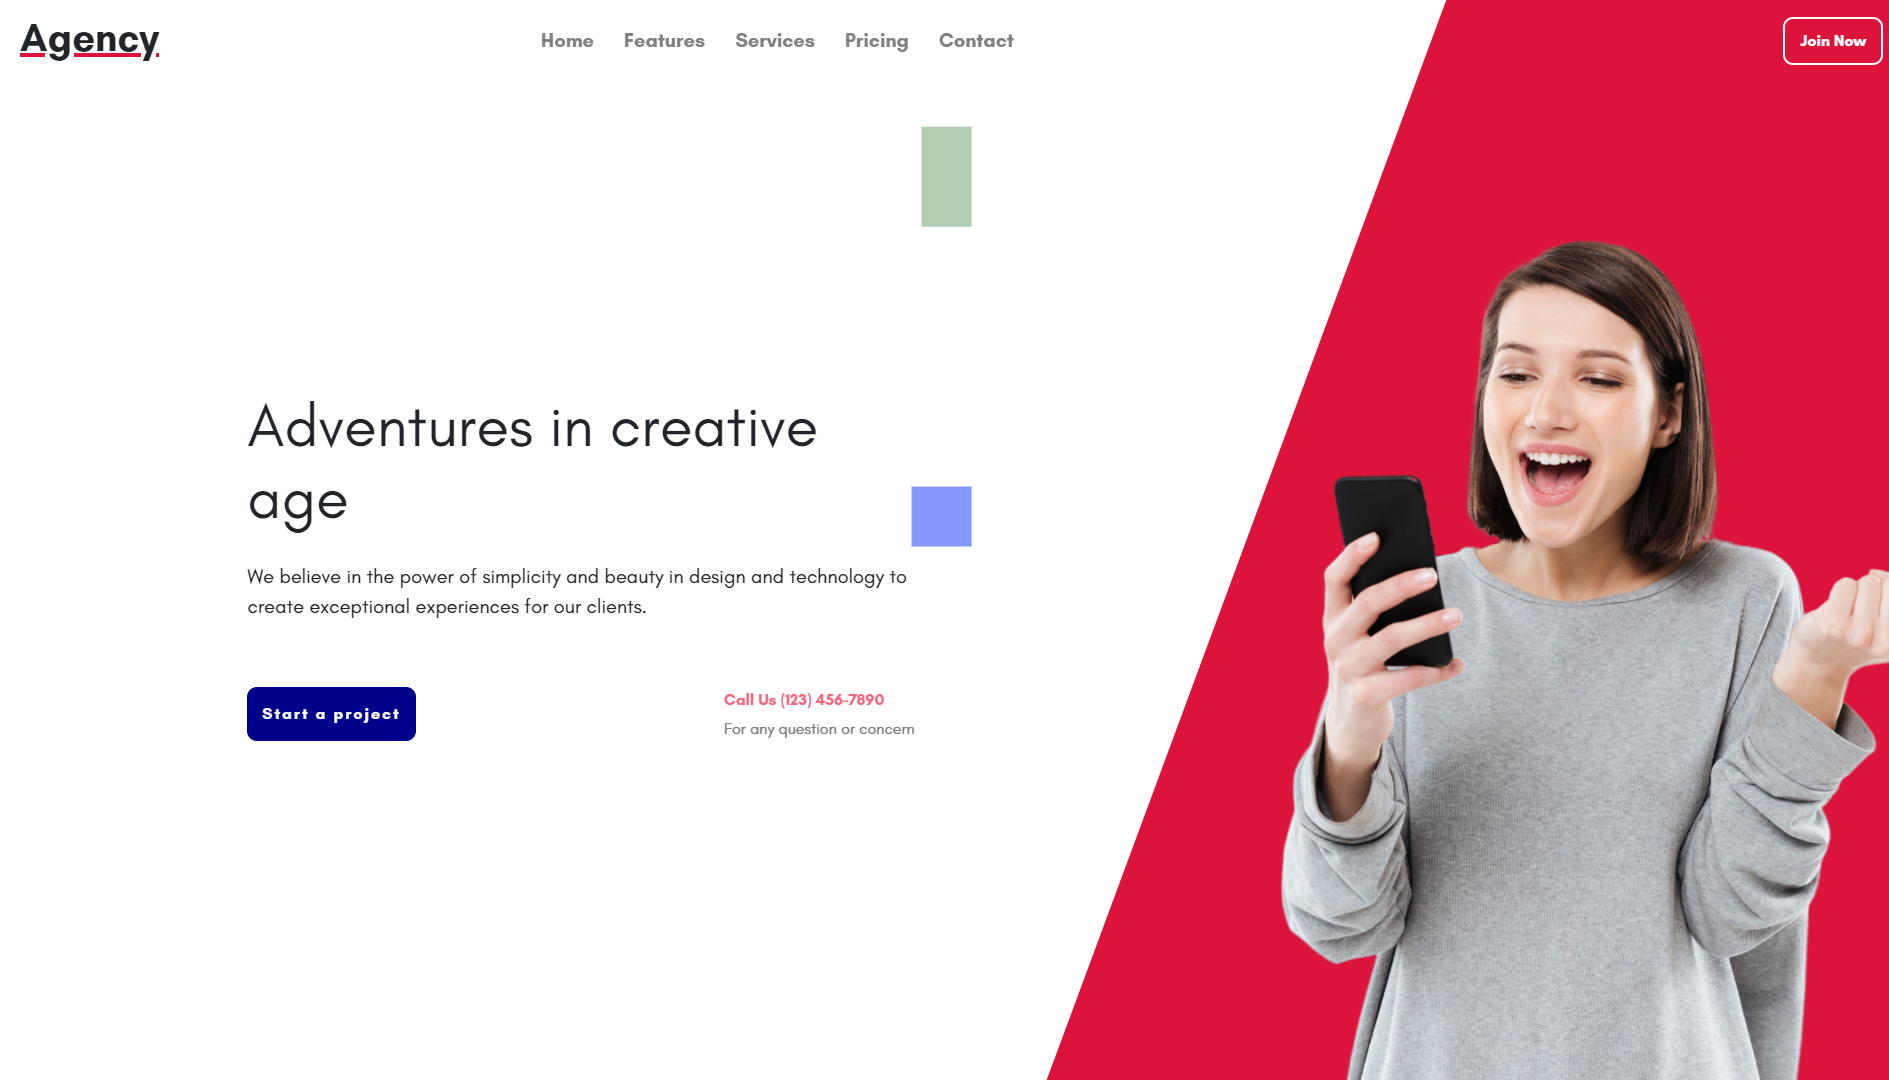 Agency
Home Features Services Pricing Contact
Join Now
Adventures in creative
age
We believe in the power of simplicity and beauty in design and technology to
create exceptional experiences for our clients.
Start a project
Call Us (123) 456-7890
For any question or concern